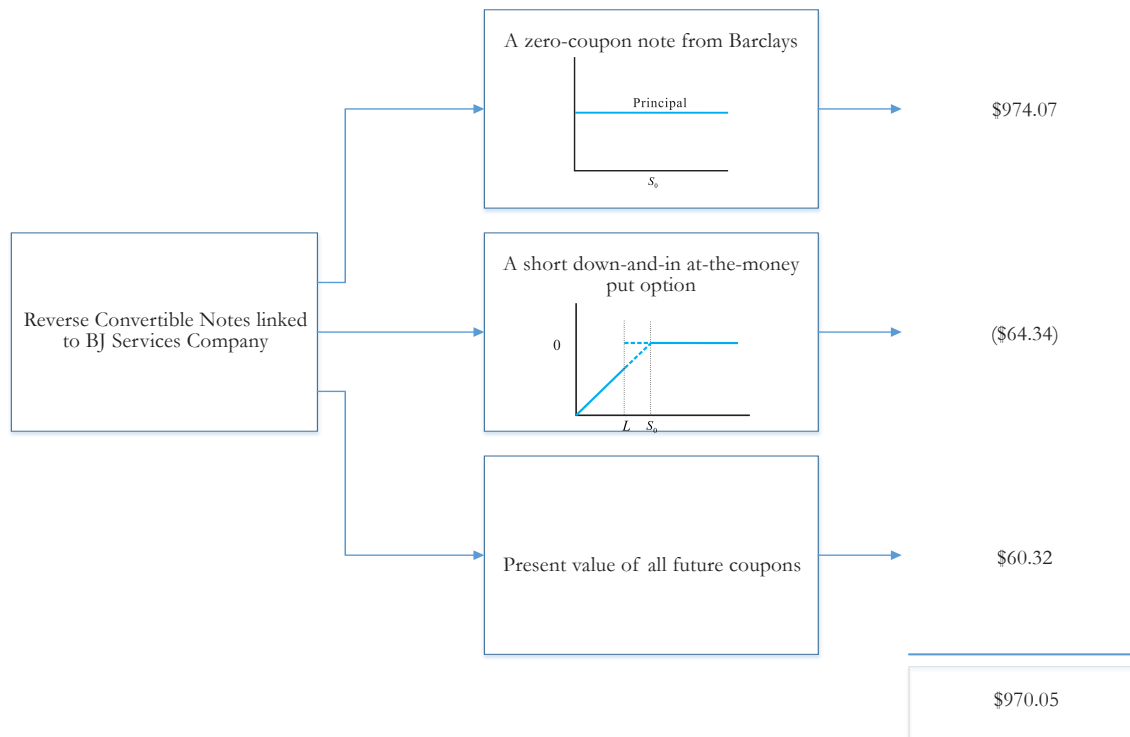 A zero-coupon note from Barclays
Principal
S₀
$974.07
Reverse Convertible Notes linked
to BJ Services Company
A short down-and-in at-the-money
put option
0
L S₀
($64.34)
Present value of all future coupons
$60.32
$970.05